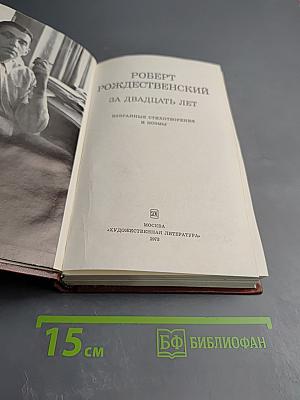 РОБЕРТ
РОЖДЕСТВЕНСКИЙ
ЗА ДВАДЦАТЬ ЛЕТ
ИЗБРАННЫЕ СТИХОТВОРЕНИЯ
И ПОЭМЫ
МОСКВА
«ХУДОЖЕСТВЕННАЯ ЛИТЕРАТУРА»
1973
15 см
БФ БИБЛИОФАН